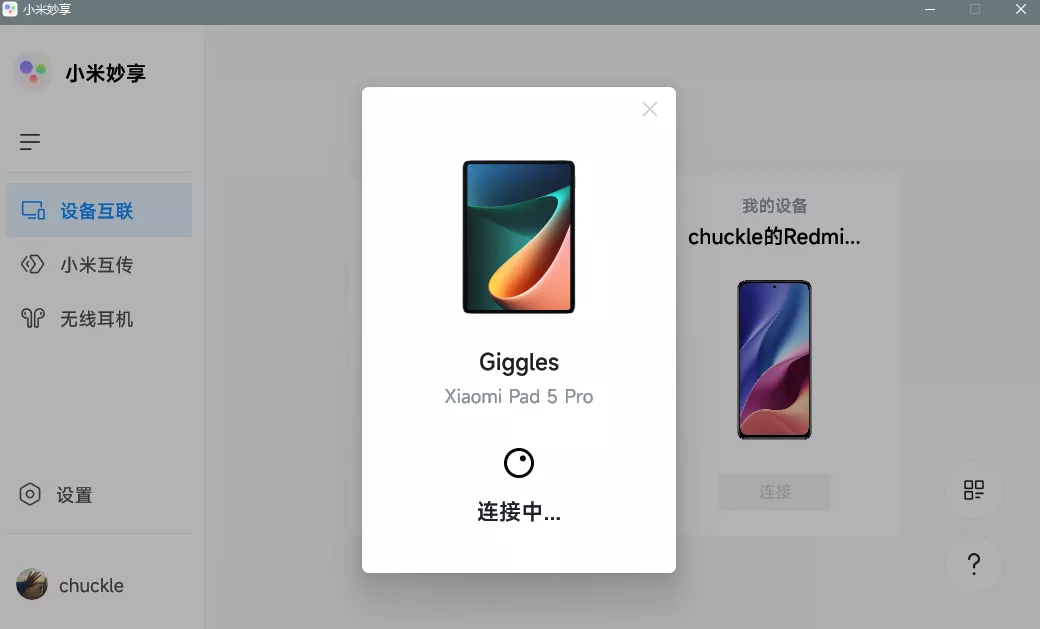 小米妙享
小米妙享
设备互联
小米互传
无线耳机
设置
chuckle
Giggles
Xiaomi Pad 5 Pro
连接中...
我的设备
chuckle的Redmi...
连接
?